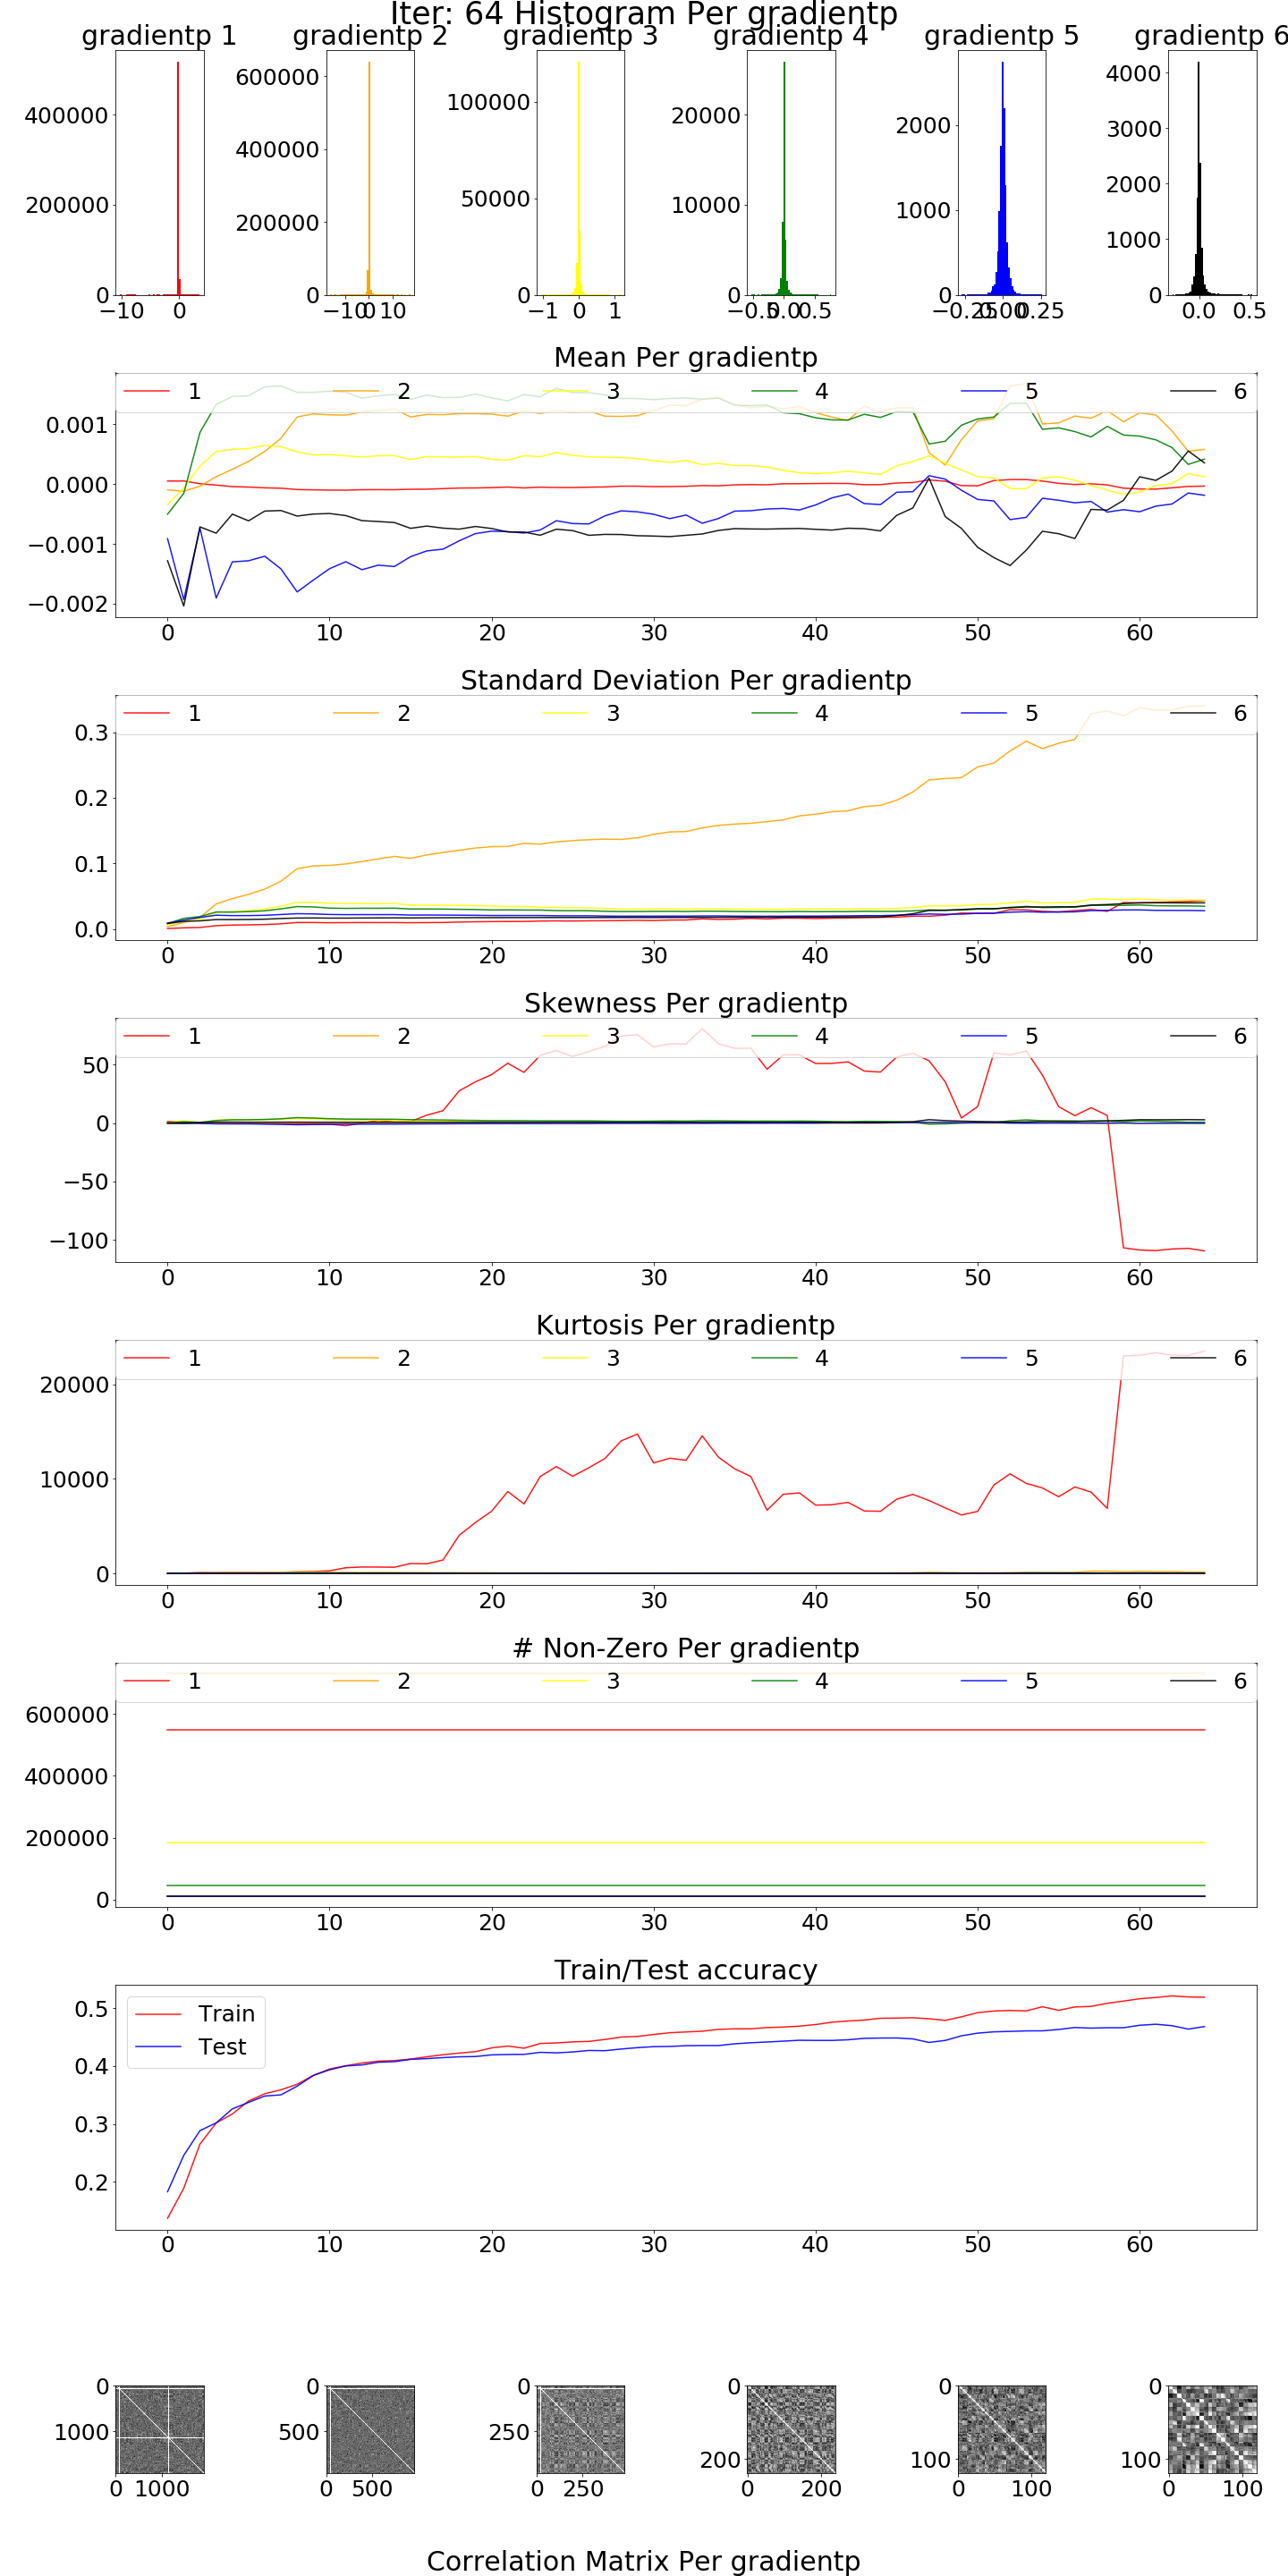 Iter: 64 Histogram Per gradientp
gradientp 1 gradientp 2 gradientp 3 gradientp 4 gradientp 5 gradientp 6
400000
200000
0
−10 0
600000
400000
200000
0
−10 0 10
100000
50000
0
−1 0 1
20000
10000
0
−0.5 0.0 0.5
2000
1000
0
−0.25 0.00 0.25
4000
3000
2000
1000
0
0.0 0.5
Mean Per gradientp
1 2 3 4 5 6
0.001
0.000
−0.001
−0.002
0 10 20 30 40 50 60
Standard Deviation Per gradientp
1 2 3 4 5 6
0.3
0.2
0.1
0.0
0 10 20 30 40 50 60
Skewness Per gradientp
1 2 3 4 5 6
50
0
−50
−100
0 10 20 30 40 50 60
Kurtosis Per gradientp
1 2 3 4 5 6
20000
10000
0
0 10 20 30 40 50 60
# Non-Zero Per gradientp
1 2 3 4 5 6
600000
400000
200000
0
0 10 20 30 40 50 60
Train/Test accuracy
Train
Test
0.5
0.4
0.3
0.2
0 10 20 30 40 50 60
0
1000
0 1000
0
500
0 500
0
250
0 250
0
200
0 200
0
100
0 100
0
100
0 100
Correlation Matrix Per gradientp